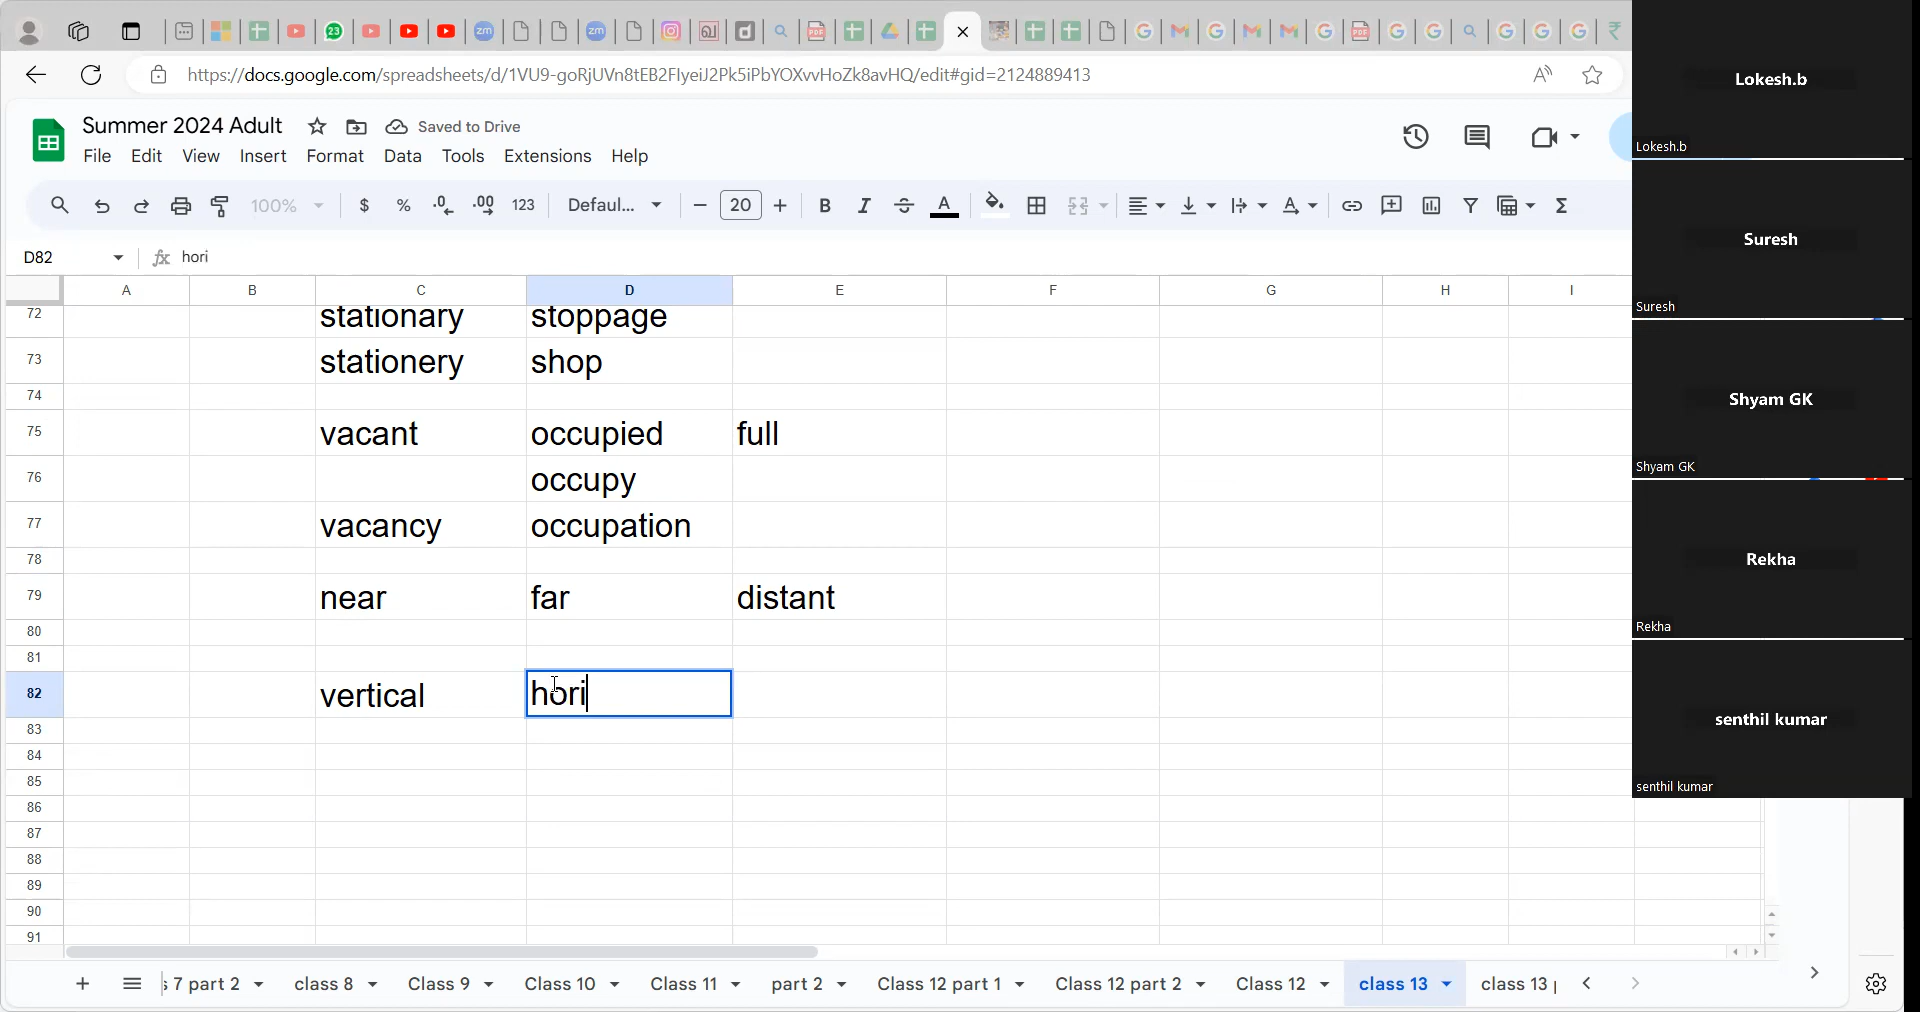 23
https://docs.google.com/spreadsheets/d/1VU9-goRjUVn8tEB2FlyeiJ2Pk5iPbYOXvvHoZk8avHQ/edit#gid=2124889413
Summer 2024 Adult Saved to Drive
File Edit View Insert Format Data Tools Extensions Help
100% $ % .0 .00 123 Defaul... 20 B I A
D82 fx hori
A B C D E F G H I
72 stationary stoppage
73 stationery shop
74
75 vacant occupied full
76 occupy
77 vacancy occupation
78
79 near far distant
80
81
82 vertical hori
83
84
85
86
87
88
89
90
91
7 part 2 class 8 Class 9 Class 10 Class 11 part 2 Class 12 part 1 Class 12 part 2 Class 12 class 13 class 13 p
Lokesh.b
Lokesh.b
Suresh
Suresh
Shyam GK
Shyam GK
Rekha
Rekha
senthil kumar
senthil kumar